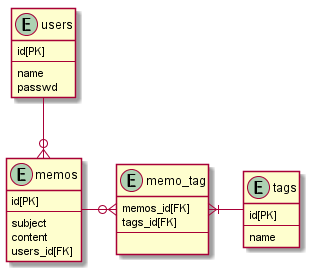 E users
id[PK]
name
passwd
E memos
id[PK]
subject
content
users_id[FK]
E memo_tag
memos_id[FK]
tags_id[FK]
E tags
id[PK]
name